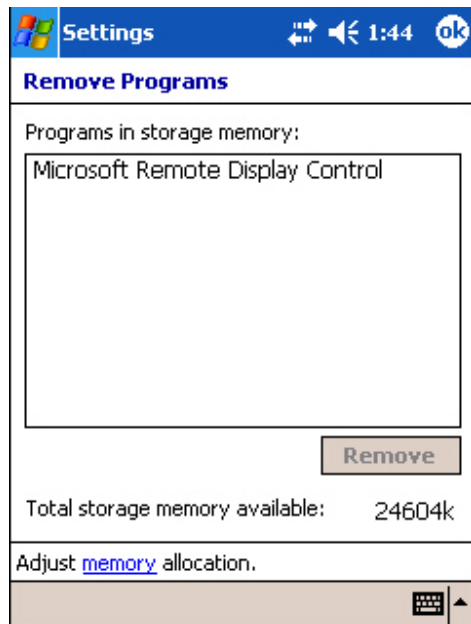 Settings 1:44 ok
Remove Programs
Programs in storage memory:
Microsoft Remote Display Control
Remove
Total storage memory available: 24604k
Adjust memory allocation.